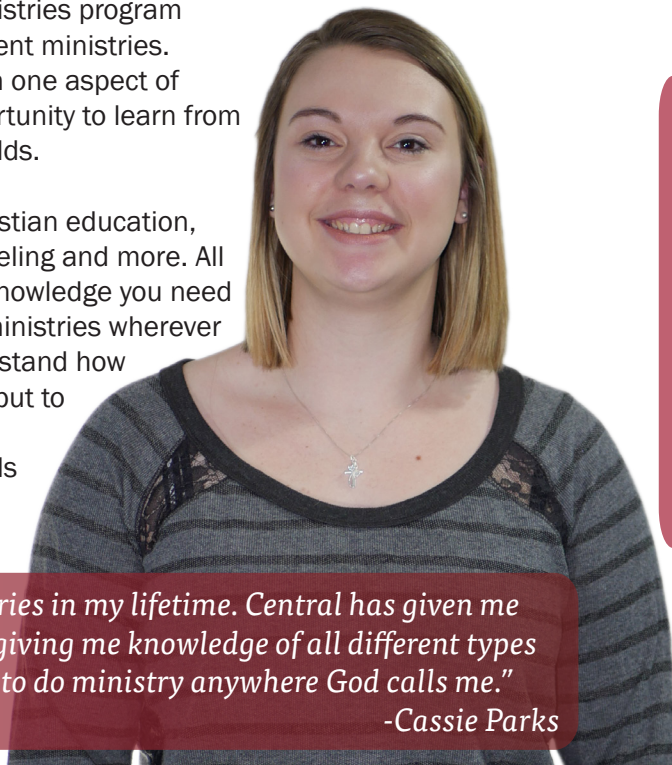 istries program
ent ministries.
one aspect of
rtunity to learn from
lds.
stian education,
eling and more. All
nowledge you need
ministries wherever
stand how
out to
ls
ries in my lifetime. Central has given me
giving me knowledge of all different types
to do ministry anywhere God calls me.”
-Cassie Parks